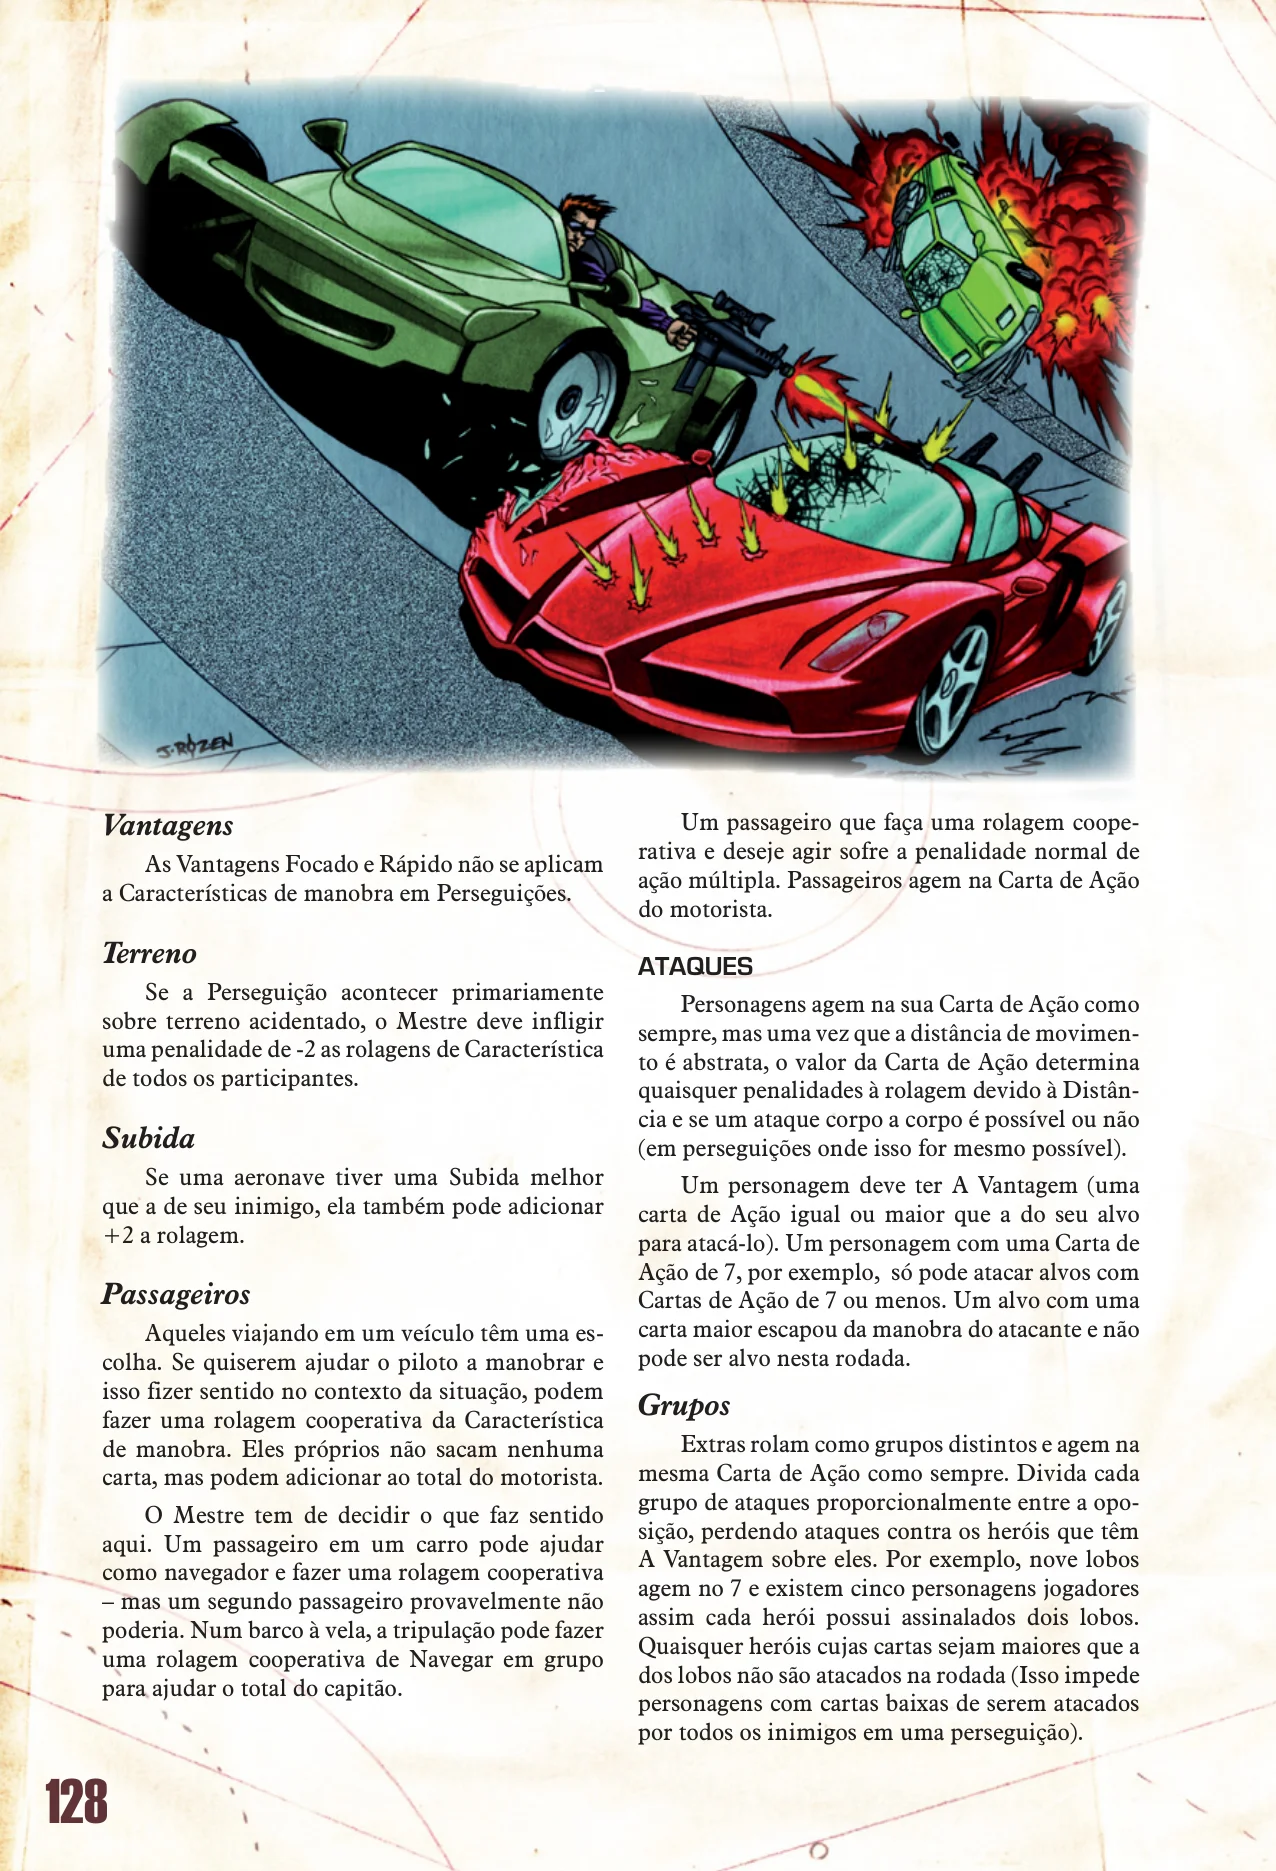 J. ROZEN
Vantagens
As Vantagens Focado e Rápido não se aplicam
a Características de manobra em Perseguições.
Terreno
Se a Perseguição acontecer primariamente
sobre terreno acidentado, o Mestre deve infligir
uma penalidade de -2 as rolagens de Característica
de todos os participantes.
Subida
Se uma aeronave tiver uma Subida melhor
que a de seu inimigo, ela também pode adicionar
+2 a rolagem.
Passageiros
Aqueles viajando em um veículo têm uma es-
colha. Se quiserem ajudar o piloto a manobrar e
isso fizer sentido no contexto da situação, podem
fazer uma rolagem cooperativa da Característica
de manobra. Eles próprios não sacam nenhuma
carta, mas podem adicionar ao total do motorista.
O Mestre tem de decidir o que faz sentido
aqui. Um passageiro em um carro pode ajudar
como navegador e fazer uma rolagem cooperativa
– mas um segundo passageiro provavelmente não
poderia. Num barco à vela, a tripulação pode fazer
uma rolagem cooperativa de Navegar em grupo
para ajudar o total do capitão.
Um passageiro que faça uma rolagem coope-
rativa e deseje agir sofre a penalidade normal de
ação múltipla. Passageiros agem na Carta de Ação
do motorista.
ATAQUES
Personagens agem na sua Carta de Ação como
sempre, mas uma vez que a distância de movimen-
to é abstrata, o valor da Carta de Ação determina
quaisquer penalidades à rolagem devido à Distân-
cia e se um ataque corpo a corpo é possível ou não
(em perseguições onde isso for mesmo possível).
Um personagem deve ter A Vantagem (uma
carta de Ação igual ou maior que a do seu alvo
para atacá-lo). Um personagem com uma Carta de
Ação de 7, por exemplo, só pode atacar alvos com
Cartas de Ação de 7 ou menos. Um alvo com uma
carta maior escapou da manobra do atacante e não
pode ser alvo nesta rodada.
Grupos
Extras rolam como grupos distintos e agem na
mesma Carta de Ação como sempre. Divida cada
grupo de ataques proporcionalmente entre a opo-
sição, perdendo ataques contra os heróis que têm
A Vantagem sobre eles. Por exemplo, nove lobos
agem no 7 e existem cinco personagens jogadores
assim cada herói possui assinalados dois lobos.
Quaisquer heróis cujas cartas sejam maiores que a
dos lobos não são atacados na rodada (Isso impede
personagens com cartas baixas de serem atacados
por todos os inimigos em uma perseguição).
128